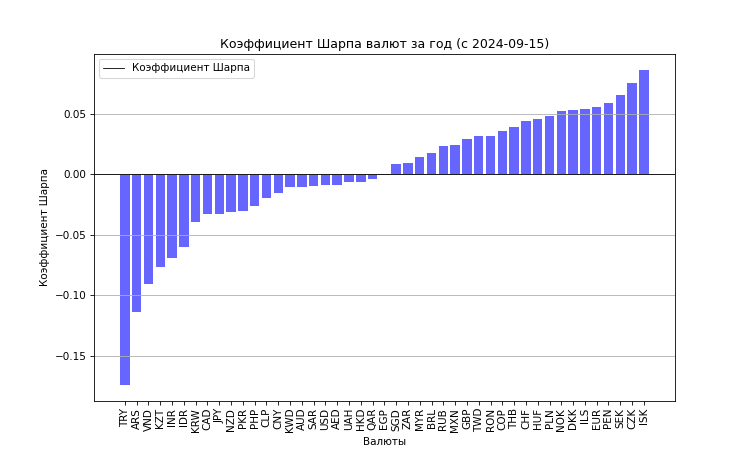 Коэффициент Шарпа валют за год (с 2024-09-15)
Коэффициент Шарпа
0.05
0.00
−0.05
−0.10
−0.15
Коэффициент Шарпа
TRY ARS VND KZT INR IDR KRW CAD JPY NZD PKR PHP CLP CNY KWD AUD SAR USD AED UAH HKD QAR EGP SGD ZAR MYR BRL RUB MXN GBP TWD RON COP THB CHF HUF PLN NOK DKK ILS EUR PEN SEK CZK ISK
Валюты